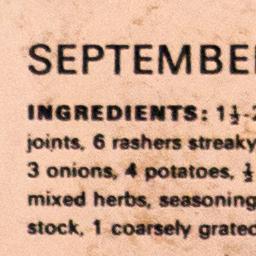 SEPTEMBE
INGREDIENTS: 1½-
joints, 6 rashers streaky
3 onions, 4 potatoes, ½
mixed herbs, seasoning
stock, 1 coarsely grated